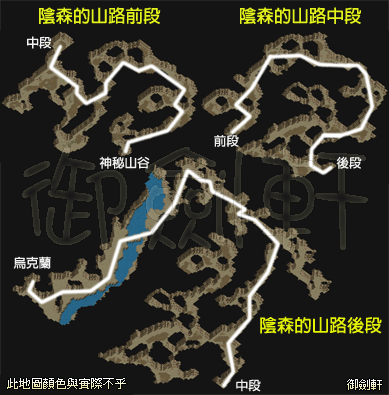 陰森的山路前段
陰森的山路中段
中段
前段
神秘山谷
後段
御劍軒
烏克蘭
陰森的山路後段
中段
此地圖顏色與實際不乎
御劍軒